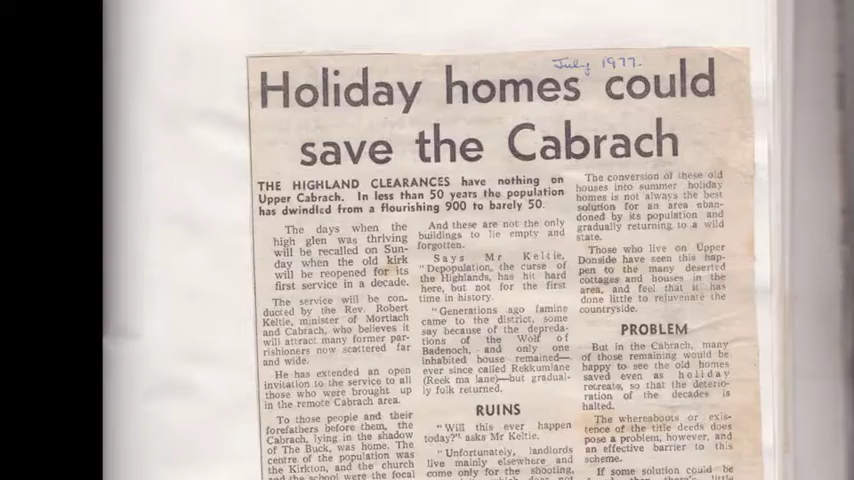 July 1977.
Holiday homes could
save the Cabrach
THE HIGHLAND CLEARANCES have nothing on
Upper Cabrach. In less than 50 years the population
has dwindled from a flourishing 900 to barely 50.
The days when the
high glen was thriving
will be recalled on Sun-
day when the old kirk
will be reopened for its
first service in a decade.
The service will be con-
ducted by the Rev. Robert
Keltie, minister of Mortlach
and Cabrach, who believes it
will attract many former par-
ishioners now scattered far
and wide.
He has extended an open
invitation to the service to all
those who were brought up
in the remote Cabrach area.
To those people and their
forefathers before them, the
Cabrach, lying in the shadow
of The Buck, was home. The
centre of the population was
the Kirkton, and the church
and the school were the focal
And these are not the only
buildings to lie empty and
forgotten.
Says Mr Keltie,
"Depopulation, the curse of
the Highlands, has hit hard
here, but not for the first
time in history.
"Generations ago famine
came to the district, some
say because of the depreda-
tions of the Wolf of
Badenoch, and only one
inhabited house remained—
ever since called Rekkumlane
(Reek ma lane)—but gradual-
ly folk returned.
RUINS
"Will this ever happen
today?" asks Mr Keltie.
"Unfortunately, landlords
live mainly elsewhere and
come only for the shooting,
which does not
The conversion of these old
houses into summer holiday
homes is not always the best
solution for an area aban-
doned by its population and
gradually returning to a wild
state.
Those who live on Upper
Donside have seen this hap-
pen to the many deserted
cottages and houses in the
area, and feel that it has
done little to rejuvenate the
countryside.
PROBLEM
But in the Cabrach, many
of those remaining would be
happy to see the old homes
saved even as holiday
retreats, so that the deterio-
ration of the decades is
halted.
The whereabouts or exis-
tence of the title deeds does
pose a problem, however, and
an effective barrier to this
scheme.
If some solution could be